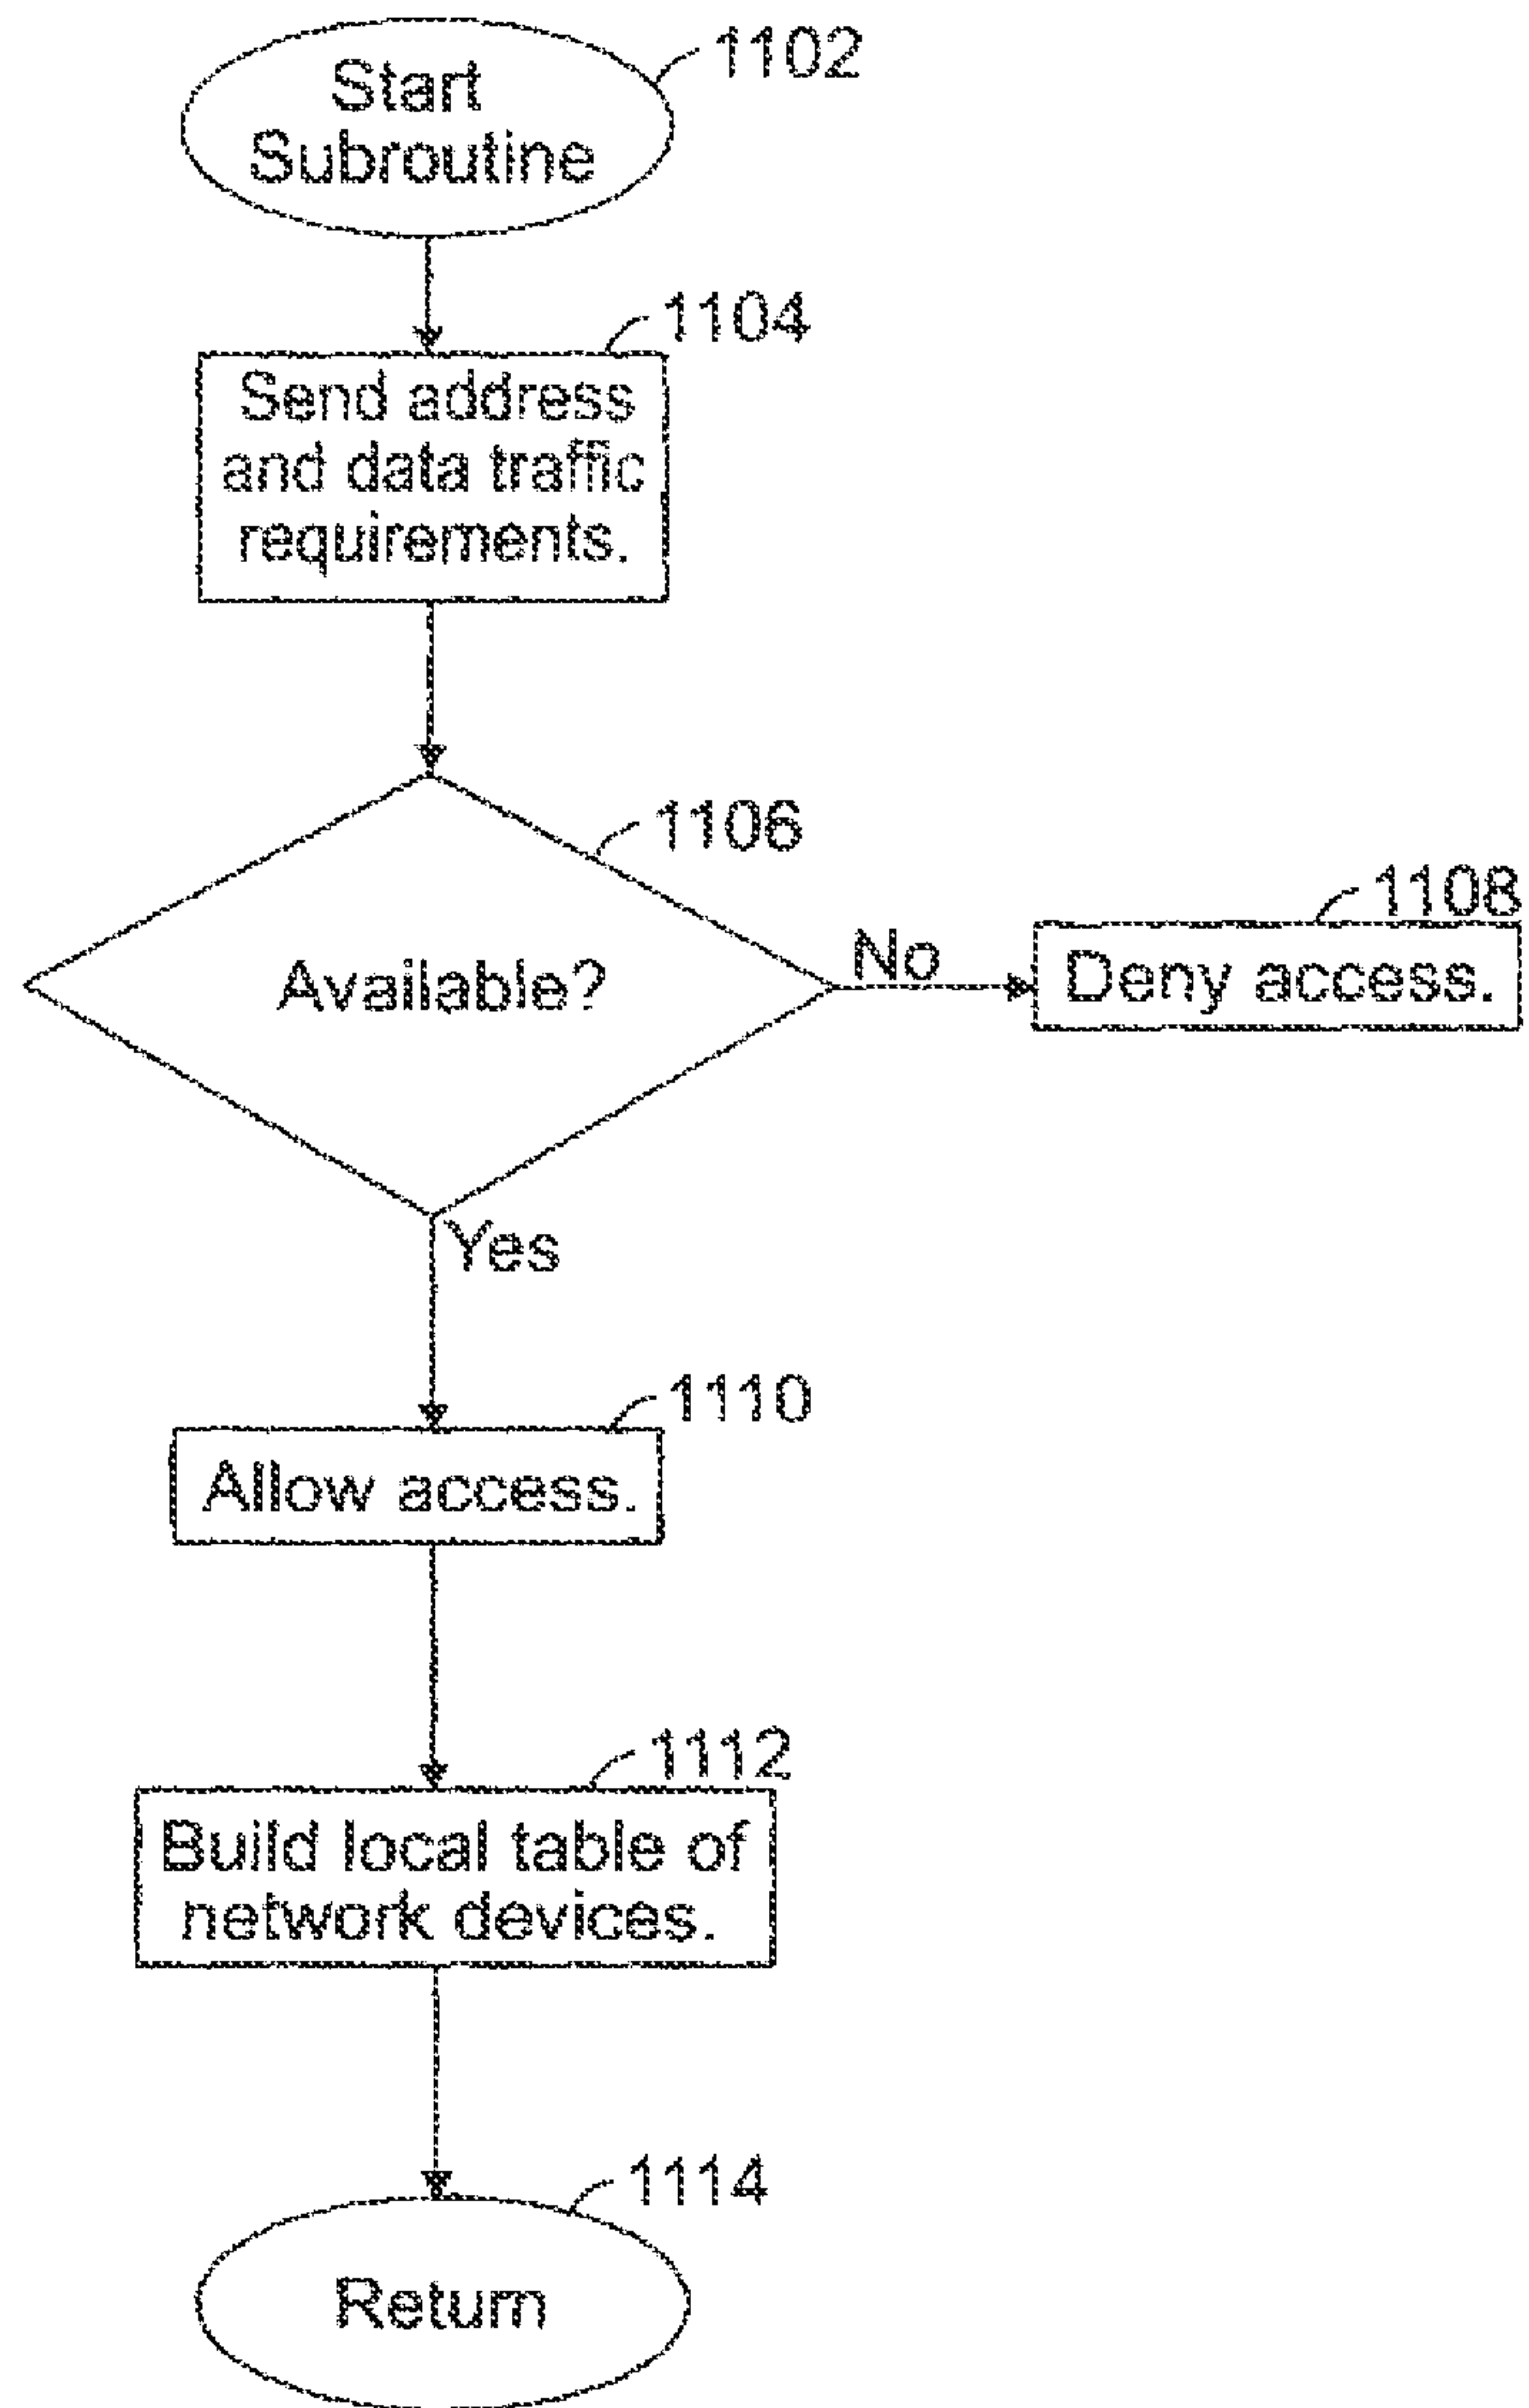 1102
Start
Subroutine
1104
Send address
and data traffic
requirements.
1106
Available?
No
1108
Deny access.
Yes
1110
Allow access.
1112
Build local table of
network devices.
1114
Return